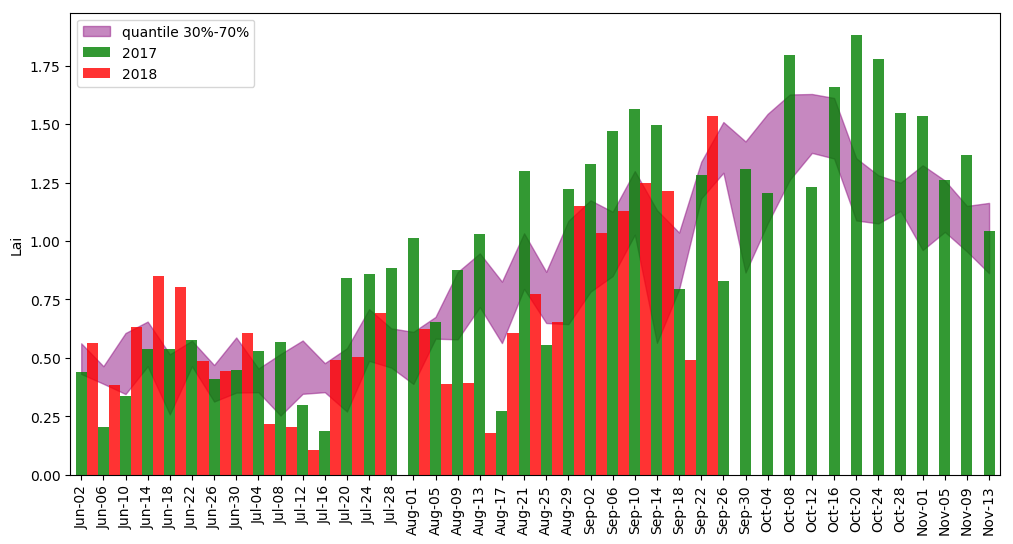 quantile 30%-70%
2017
2018
Lai
1.75
1.50
1.25
1.00
0.75
0.50
0.25
0.00
Jun-02
Jun-06
Jun-10
Jun-14
Jun-18
Jun-22
Jun-26
Jun-30
Jul-04
Jul-08
Jul-12
Jul-16
Jul-20
Jul-24
Jul-28
Aug-01
Aug-05
Aug-09
Aug-13
Aug-17
Aug-21
Aug-25
Aug-29
Sep-02
Sep-06
Sep-10
Sep-14
Sep-18
Sep-22
Sep-26
Sep-30
Oct-04
Oct-08
Oct-12
Oct-16
Oct-20
Oct-24
Oct-28
Nov-01
Nov-05
Nov-09
Nov-13